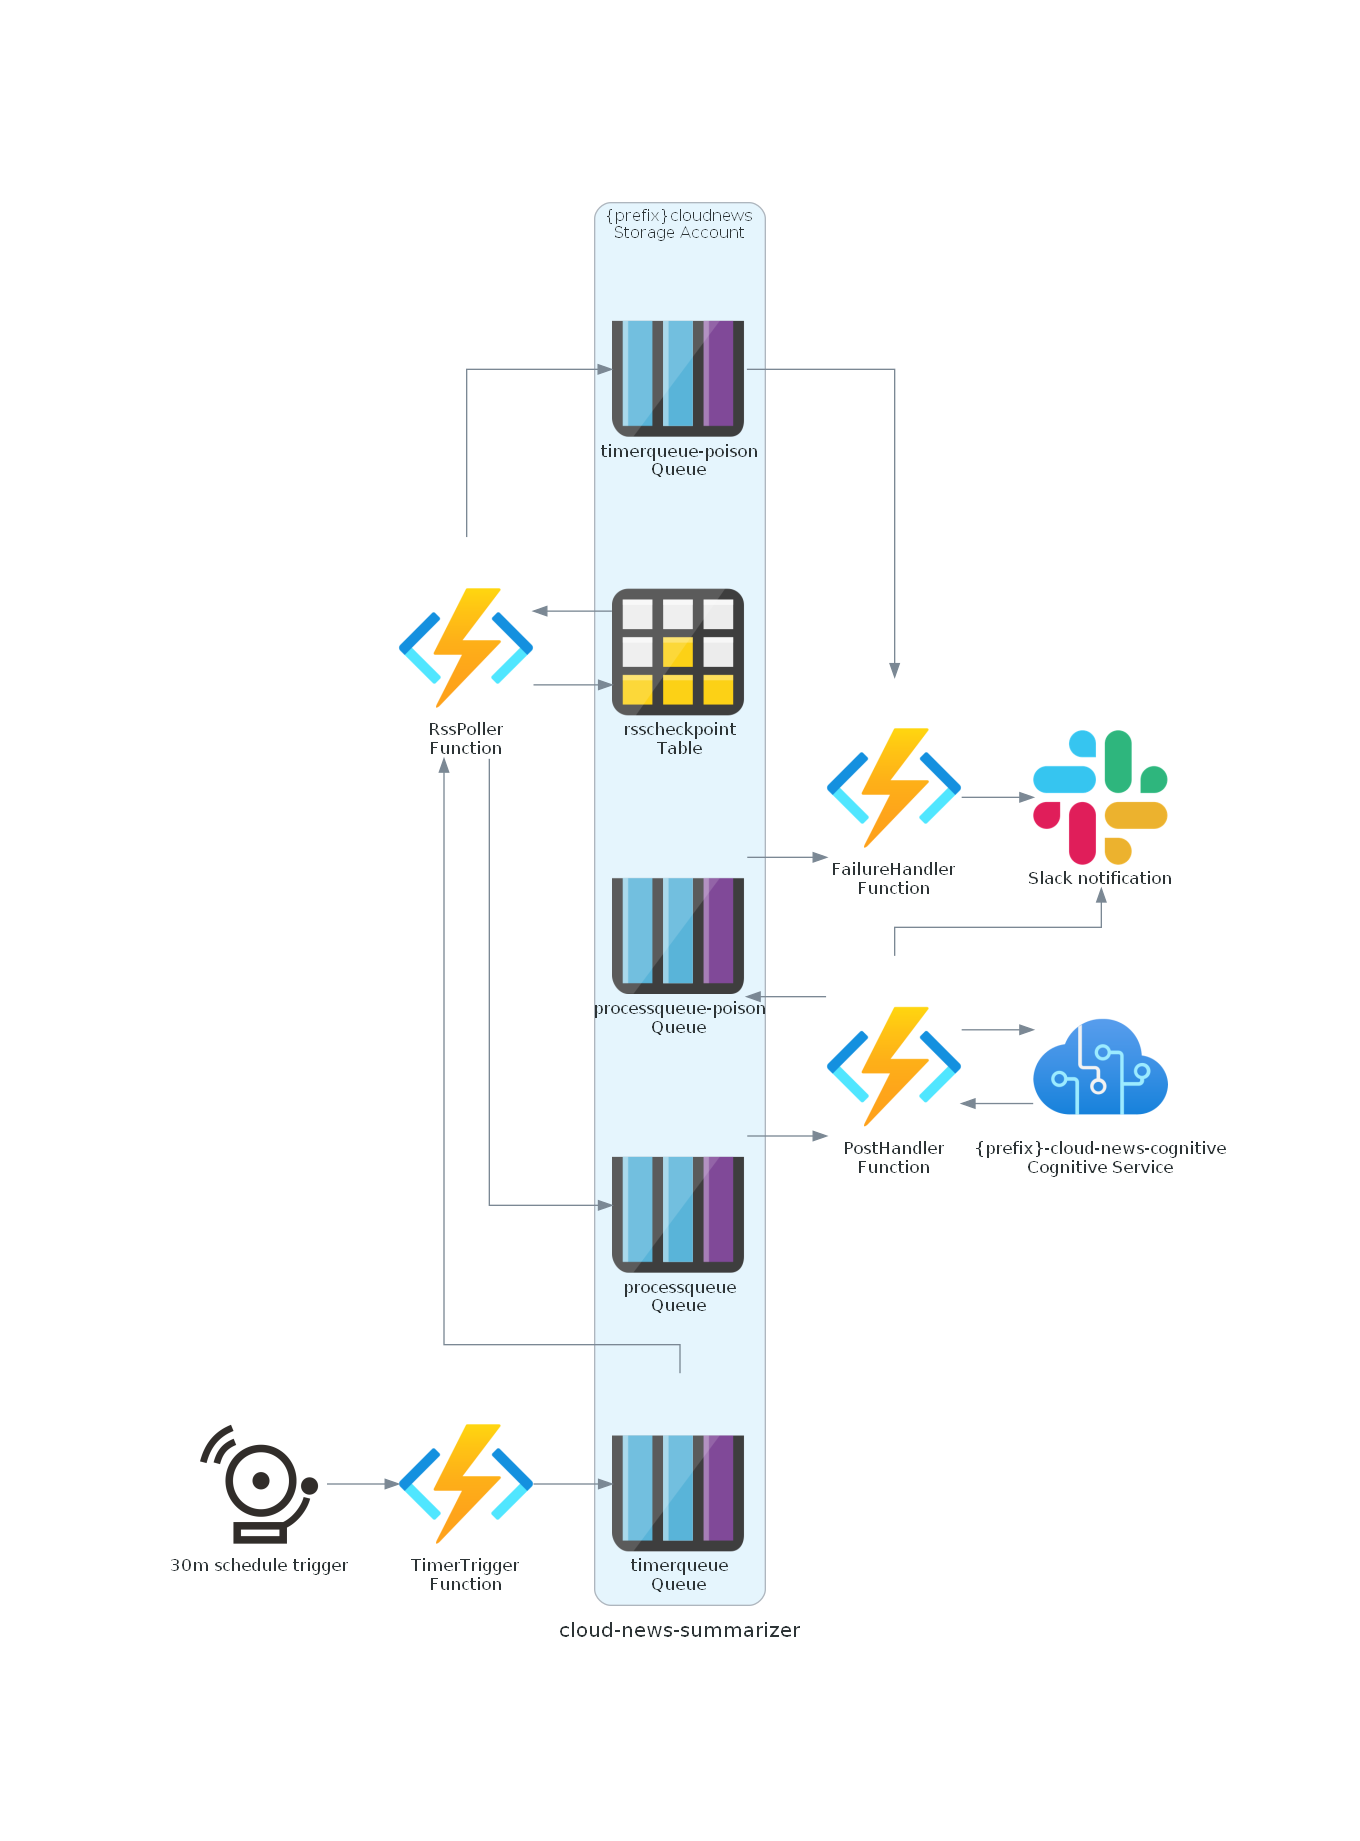 {prefix}cloudnews
Storage Account
timerqueue-poison
Queue
RssPoller
Function
rsscheckpoint
Table
FailureHandler
Function
Slack notification
processqueue-poison
Queue
PostHandler
Function
{prefix}-cloud-news-cognitive
Cognitive Service
processqueue
Queue
30m schedule trigger
TimerTrigger
Function
timerqueue
Queue
cloud-news-summarizer